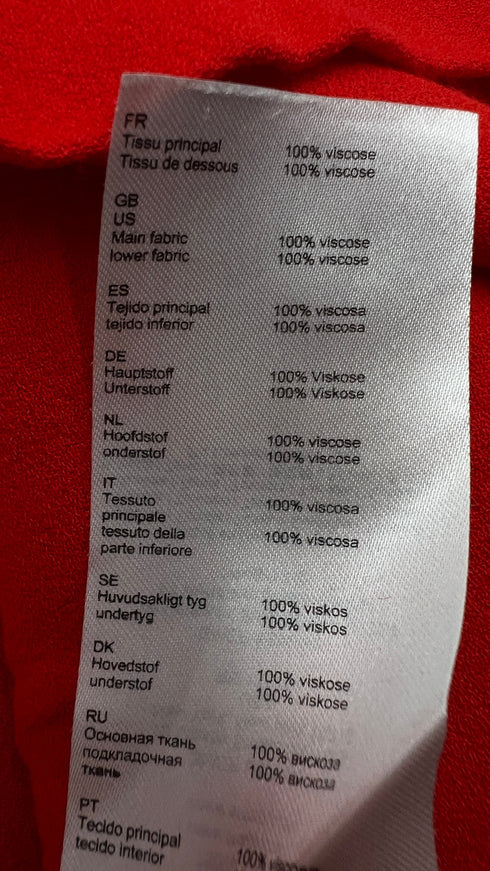 FR
Tissu principal 100% viscose
Tissu de dessous 100% viscose
GB
US
Main fabric 100% viscose
lower fabric 100% viscose
ES
Tejido principal 100% viscosa
tejido inferior 100% viscosa
DE
Hauptstoff 100% Viskose
Unterstoff 100% Viskose
NL
Hoofdstof 100% viscose
onderstof 100% viscose
IT
Tessuto 100% viscosa
principale
tessuto della 100% viscosa
parte inferiore
SE
Huvudsakligt tyg 100% viskos
undertyg 100% viskos
DK
Hovedstof 100% viskose
understof 100% viskose
RU
Основная ткань 100% вискоза
подкладочная 100% вискоза
ткань
PT
Tecido principal
tecido interior 100%